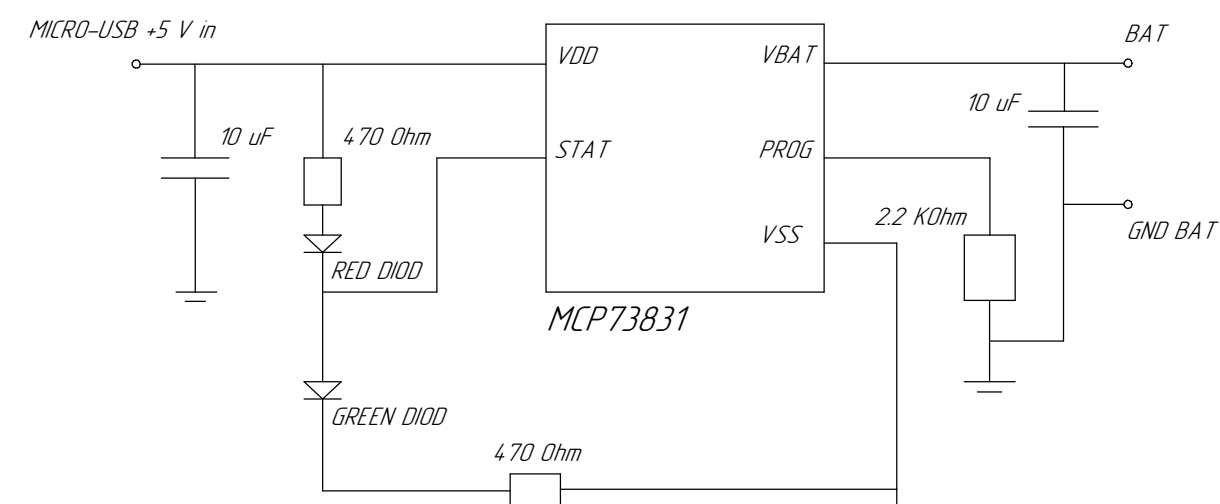 MICRO-USB +5 V in
BAT
VDD
VBAT
10 uF
10 uF
470 Ohm
STAT
PROG
2.2 KOhm
VSS
GND BAT
RED DIOD
MCP73831
GREEN DIOD
470 Ohm